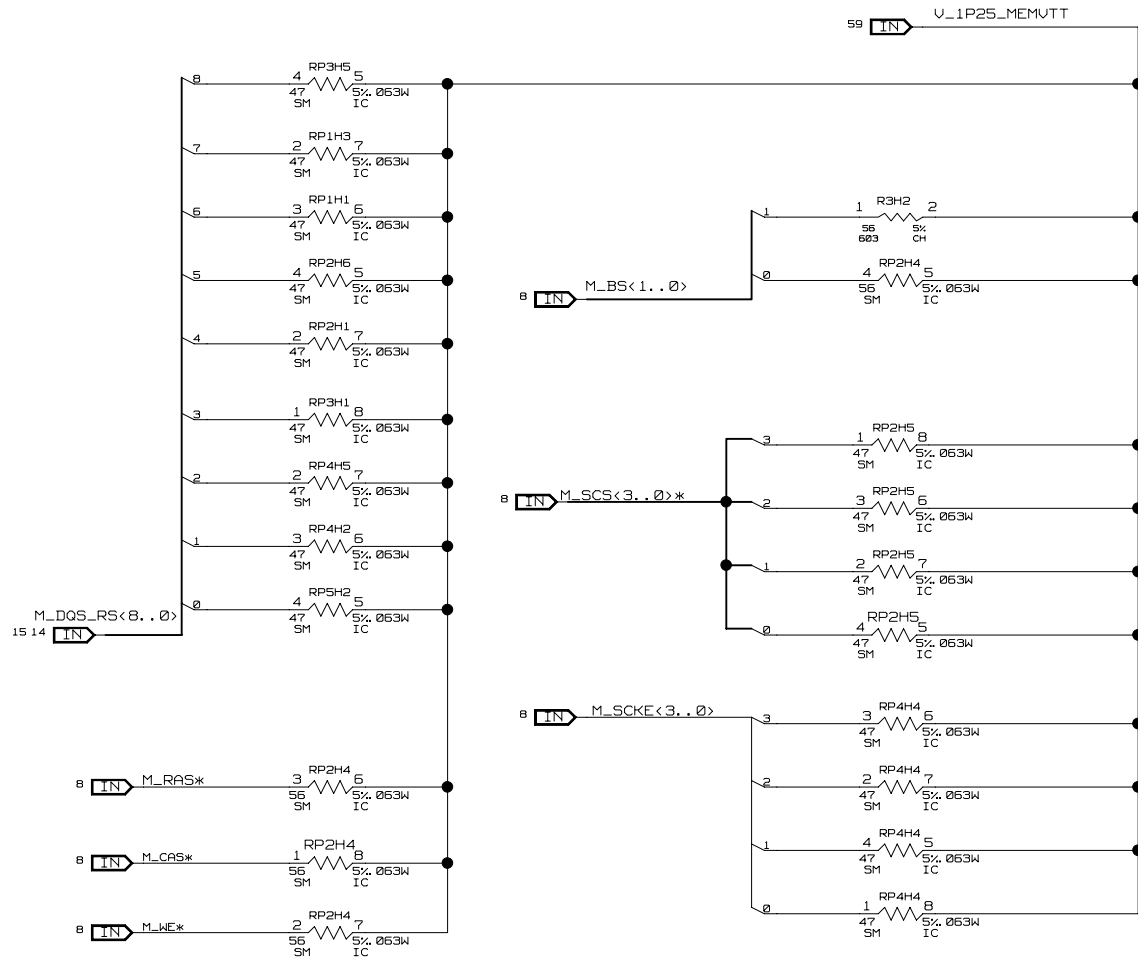 V_1P25_MEMVTT
59 IN
8 4 RP3H5 5
47 5%.063W
SM IC
7 2 RP1H3 7
47 5%.063W
SM IC
6 3 RP1H1 6
47 5%.063W
SM IC
5 4 RP2H6 5
47 5%.063W
SM IC
4 2 RP2H1 7
47 5%.063W
SM IC
3 1 RP3H1 8
47 5%.063W
SM IC
2 2 RP4H5 7
47 5%.063W
SM IC
1 3 RP4H2 6
47 5%.063W
SM IC
0 4 RP5H2 5
47 5%.063W
SM IC
M_DQS_RS<8..0>
15 14 IN
8 IN M_RAS* 3 RP2H4 6
56 5%.063W
SM IC
8 IN M_CAS* 1 RP2H4 8
56 5%.063W
SM IC
8 IN M_WE* 2 RP2H4 7
56 5%.063W
SM IC
1 1 R3H2 2
56 5%
603 CH
0 4 RP2H4 5
56 5%.063W
SM IC
8 IN M_BS<1..0>
3 1 RP2H5 8
47 5%.063W
SM IC
8 IN M_SCS<3..0>*
2 3 RP2H5 6
47 5%.063W
SM IC
1 2 RP2H5 7
47 5%.063W
SM IC
0 4 RP2H5 5
47 5%.063W
SM IC
8 IN M_SCKE<3..0>
3 3 RP4H4 6
47 5%.063W
SM IC
2 2 RP4H4 7
47 5%.063W
SM IC
1 4 RP4H4 5
47 5%.063W
SM IC
0 1 RP4H4 8
47 5%.063W
SM IC